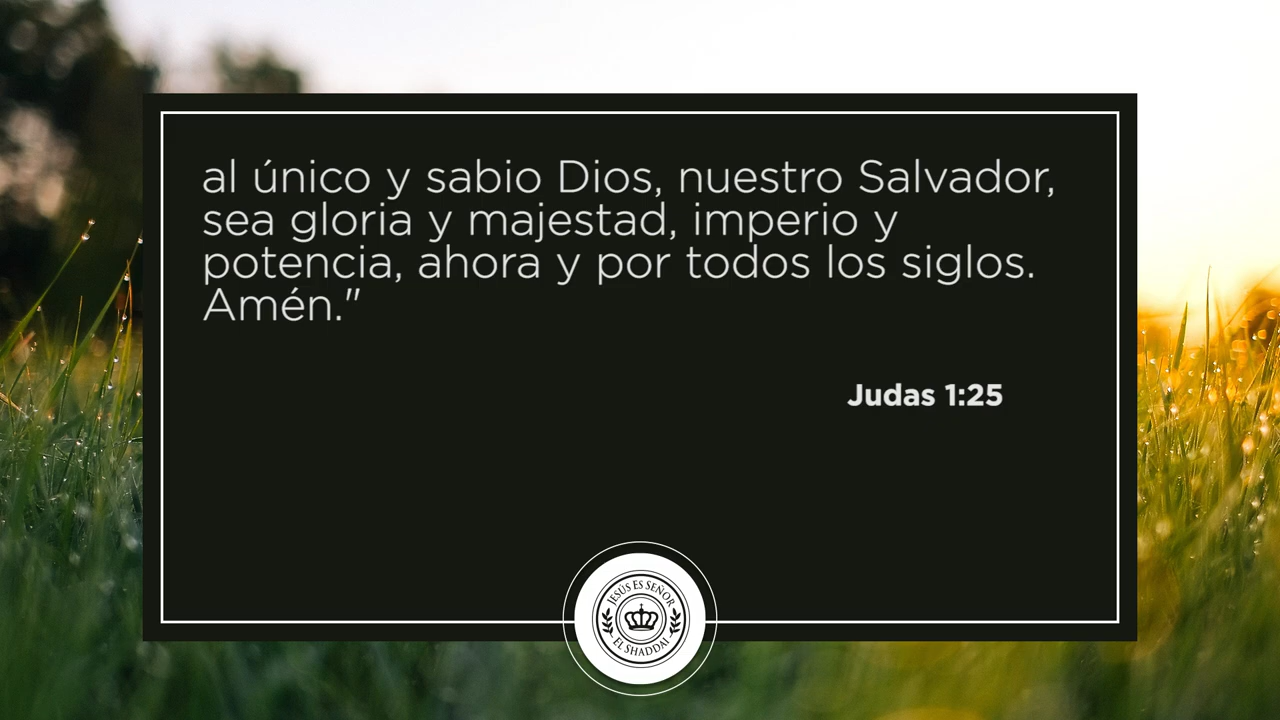 al único y sabio Dios, nuestro Salvador,
sea gloria y majestad, imperio y
potencia, ahora y por todos los siglos.
Amén."
Judas 1:25
JESÚS ES SEÑOR
EL SHADDAI